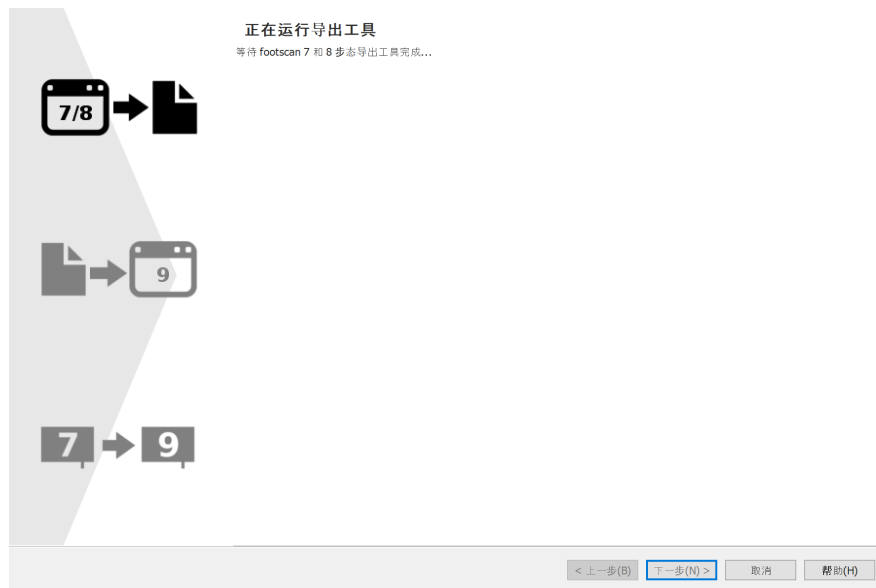 正在运行导出工具
等待 footscan 7 和 8 步态导出工具完成...
7/8
9
7
9
< 上一步(B)
下一步(N) >
取消
帮助(H)